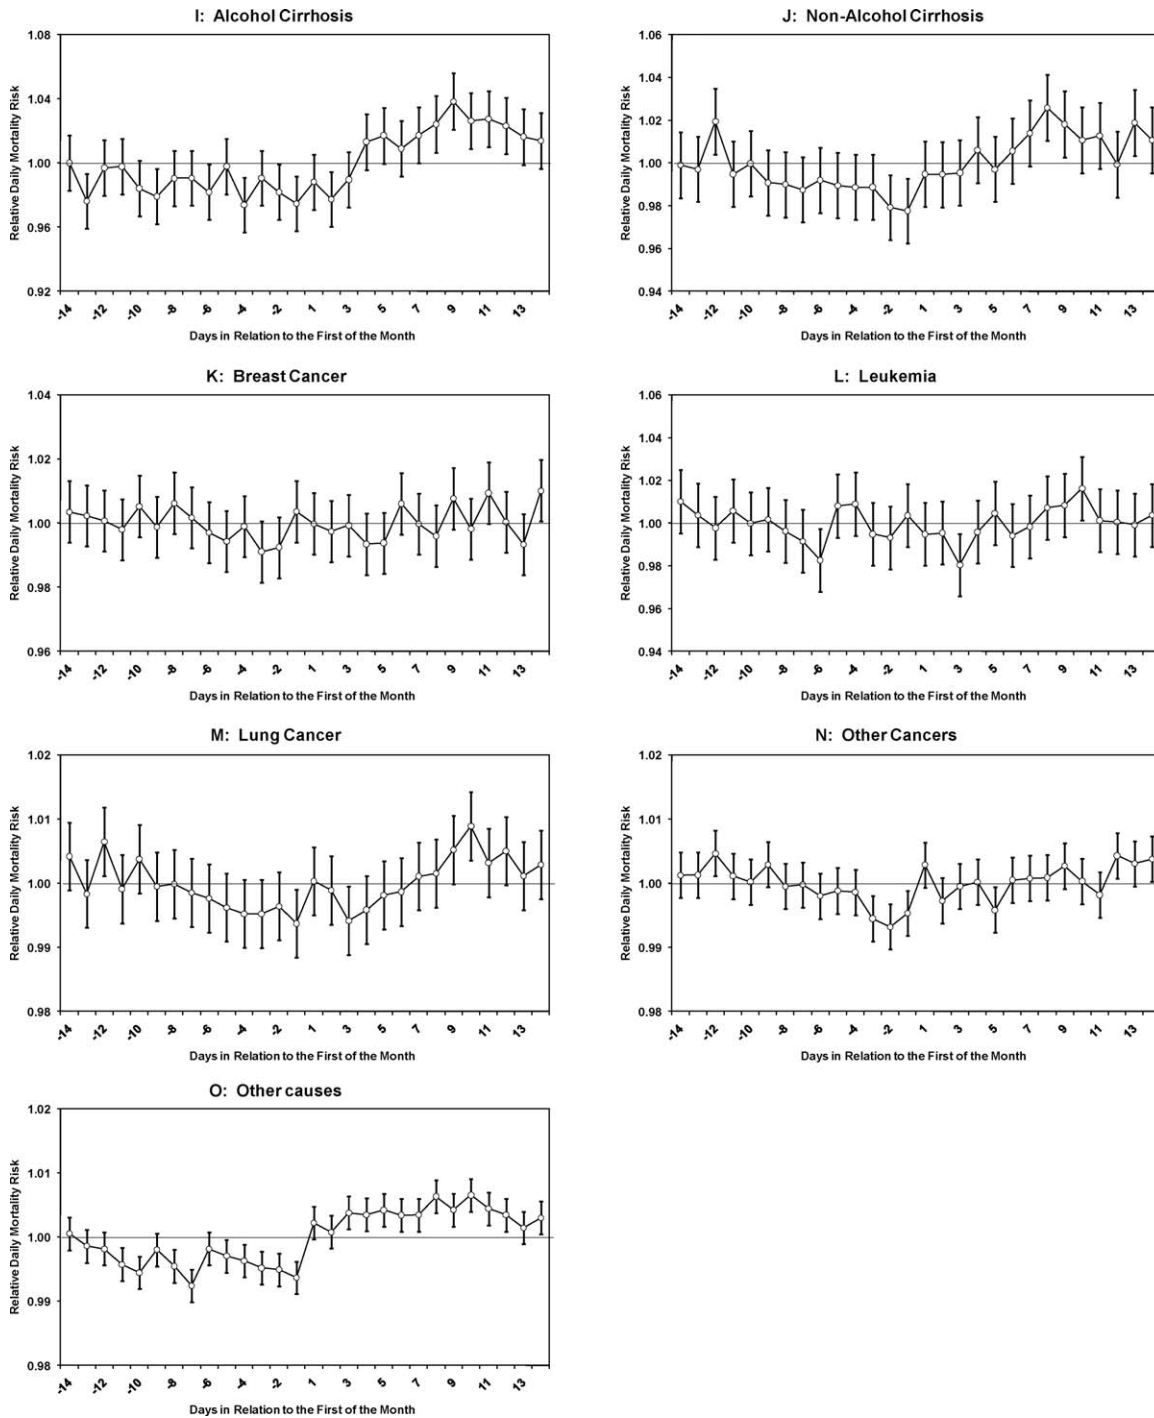 I: Alcohol Cirrhosis
1.08
1.04
1.00
0.96
0.92
Relative Daily Mortality Risk
-14 -12 -10 -8 -6 -4 -2 1 3 5 7 9 11 13
Days in Relation to the First of the Month
J: Non-Alcohol Cirrhosis
1.06
1.04
1.02
1.00
0.98
0.96
0.94
Relative Daily Mortality Risk
-14 -12 -10 -8 -6 -4 -2 1 3 5 7 9 11 13
Days in Relation to the First of the Month
K: Breast Cancer
1.04
1.02
1.00
0.98
0.96
Relative Daily Mortality Risk
-14 -12 -10 -8 -6 -4 -2 1 3 5 7 9 11 13
Days in Relation to the First of the Month
L: Leukemia
1.06
1.04
1.02
1.00
0.98
0.96
0.94
Relative Daily Mortality Risk
-14 -12 -10 -8 -6 -4 -2 1 3 5 7 9 11 13
Days in Relation to the First of the Month
M: Lung Cancer
1.02
1.01
1.00
0.99
0.98
Relative Daily Mortality Risk
-14 -12 -10 -8 -6 -4 -2 1 3 5 7 9 11 13
Days in Relation to the First of the Month
N: Other Cancers
1.02
1.01
1.00
0.99
0.98
Relative Daily Mortality Risk
-14 -12 -10 -8 -6 -4 -2 1 3 5 7 9 11 13
Days in Relation to the First of the Month
O: Other causes
1.02
1.01
1.00
0.99
0.98
Relative Daily Mortality Risk
-14 -12 -10 -8 -6 -4 -2 1 3 5 7 9 11 13
Days in Relation to the First of the Month